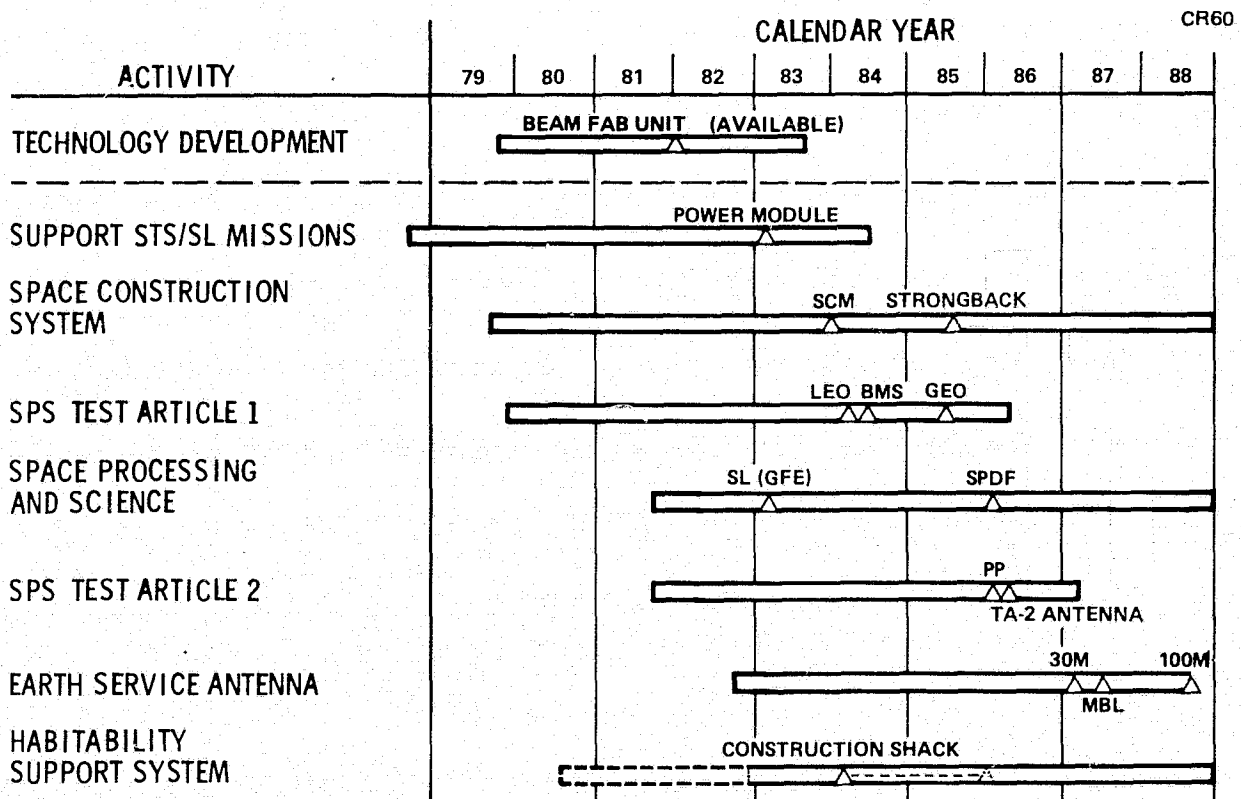 CR60
CALENDAR YEAR
ACTIVITY
79 80 81 82 83 84 85 86 87 88
BEAM FAB UNIT (AVAILABLE)
TECHNOLOGY DEVELOPMENT
POWER MODULE
SUPPORT STS/SL MISSIONS
SPACE CONSTRUCTION
SYSTEM
SCM STRONGBACK
LEO BMS GEO
SPS TEST ARTICLE 1
SPACE PROCESSING
AND SCIENCE
SL (GFE) SPDF
PP
SPS TEST ARTICLE 2
TA-2 ANTENNA
30M 100M
EARTH SERVICE ANTENNA
MBL
HABITABILITY
SUPPORT SYSTEM
CONSTRUCTION SHACK